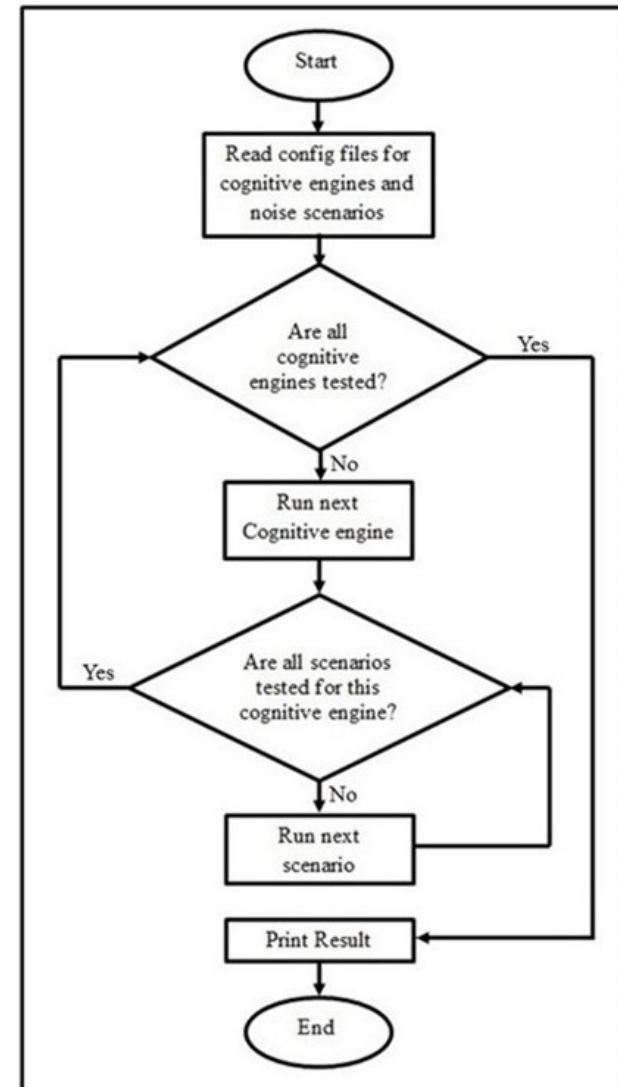 Start
Read config files for
cognitive engines and
noise scenarios
Are all
cognitive
engines tested?
Yes
No
Run next
Cognitive engine
Are all scenarios
tested for this
cognitive engine?
Yes
No
Run next
scenario
Print Result
End